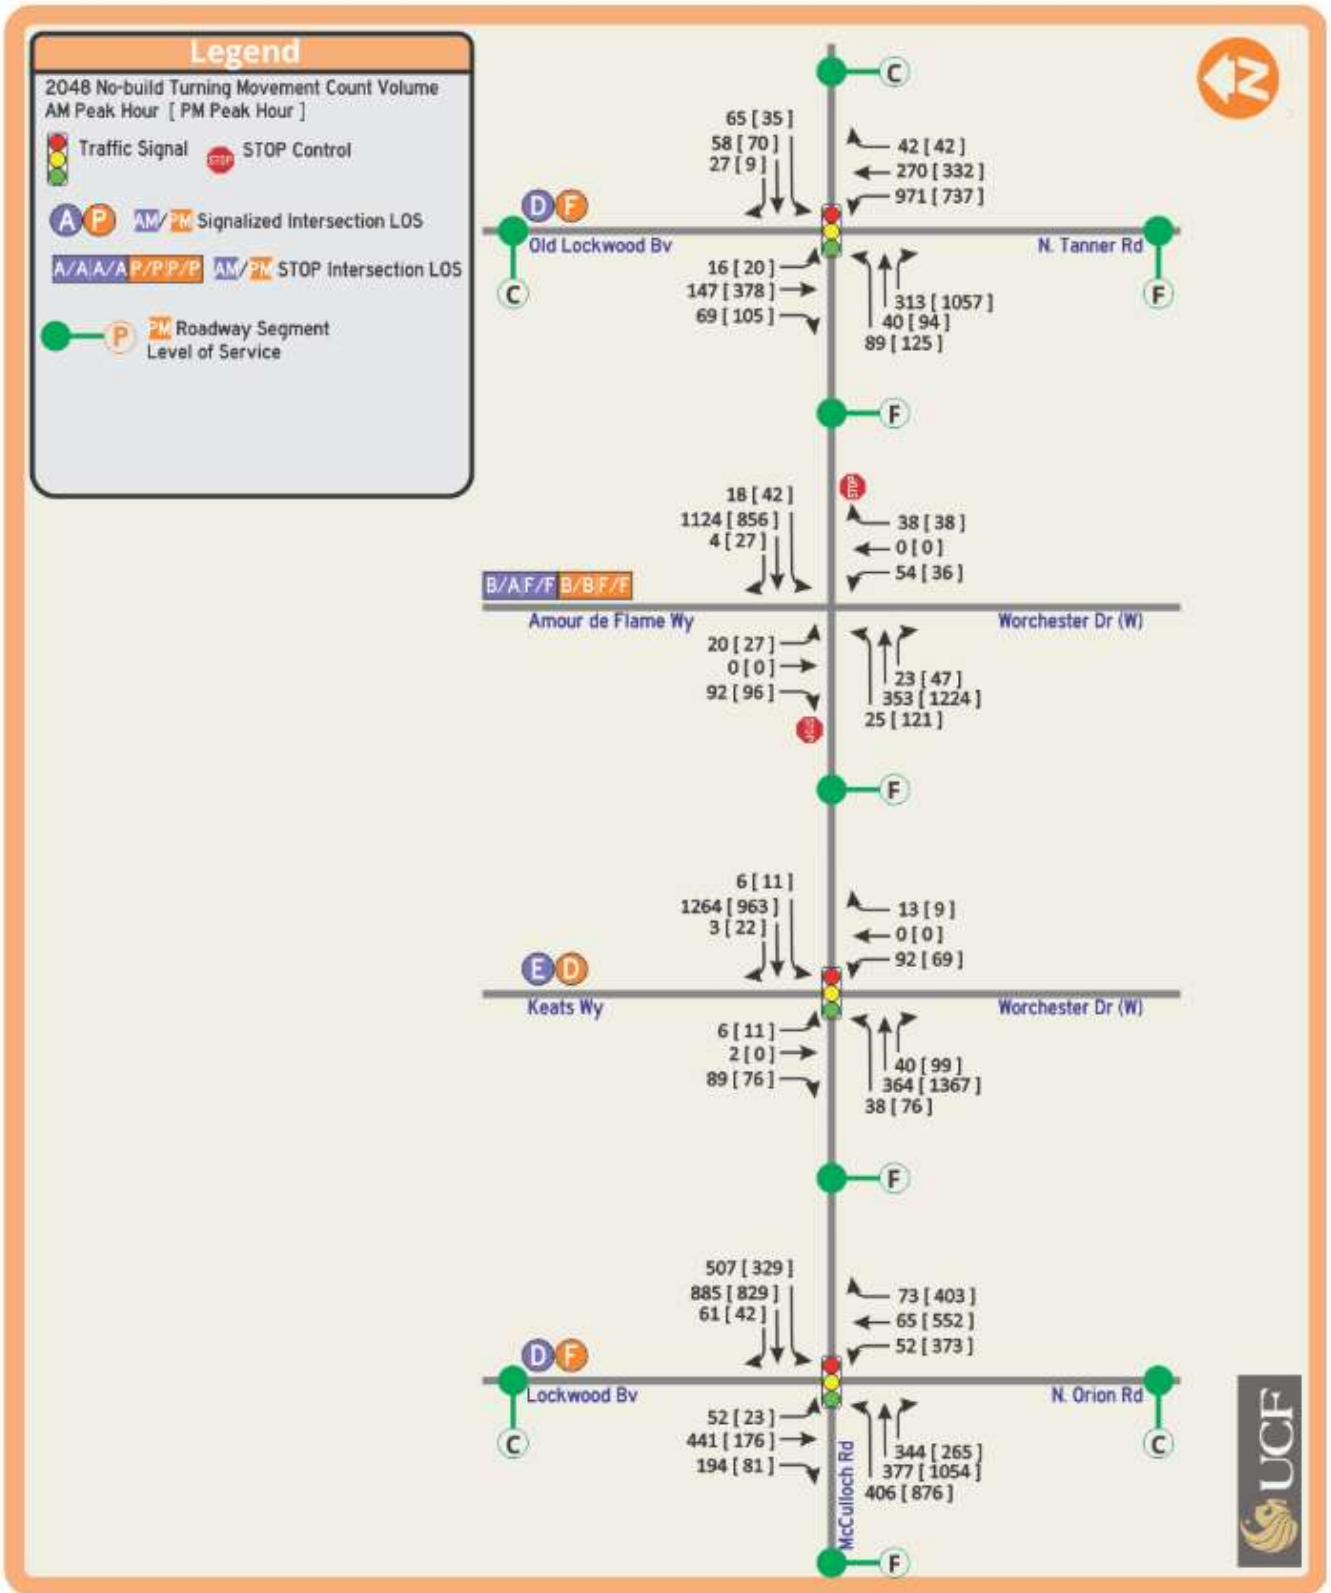 Legend
2048 No-build Turning Movement Count Volume
AM Peak Hour [ PM Peak Hour ]
Traffic Signal
STOP
STOP Control
A P AM/PM Signalized Intersection LOS
A/A A/A P/P P/P AM/PM STOP Intersection LOS
P PM Roadway Segment
Level of Service
N
C
65 [ 35 ]
58 [ 70 ]
27 [ 9 ]
42 [ 42 ]
270 [ 332 ]
971 [ 737 ]
D F
Old Lockwood Bv
N. Tanner Rd
C
F
16 [ 20 ]
147 [ 378 ]
69 [ 105 ]
313 [ 1057 ]
40 [ 94 ]
89 [ 125 ]
F
STOP
18 [ 42 ]
1124 [ 856 ]
4 [ 27 ]
38 [ 38 ]
0 [ 0 ]
54 [ 36 ]
B/A F/F B/B F/F
Amour de Flame Wy
Worchester Dr (W)
20 [ 27 ]
0 [ 0 ]
92 [ 96 ]
23 [ 47 ]
353 [ 1224 ]
25 [ 121 ]
STOP
F
6 [ 11 ]
1264 [ 963 ]
3 [ 22 ]
13 [ 9 ]
0 [ 0 ]
92 [ 69 ]
E D
Keats Wy
Worchester Dr (W)
6 [ 11 ]
2 [ 0 ]
89 [ 76 ]
40 [ 99 ]
364 [ 1367 ]
38 [ 76 ]
F
507 [ 329 ]
885 [ 829 ]
61 [ 42 ]
73 [ 403 ]
65 [ 552 ]
52 [ 373 ]
D F
Lockwood Bv
N. Orion Rd
C
C
52 [ 23 ]
441 [ 176 ]
194 [ 81 ]
344 [ 265 ]
377 [ 1054 ]
406 [ 876 ]
McCulloch Rd
F
UCF